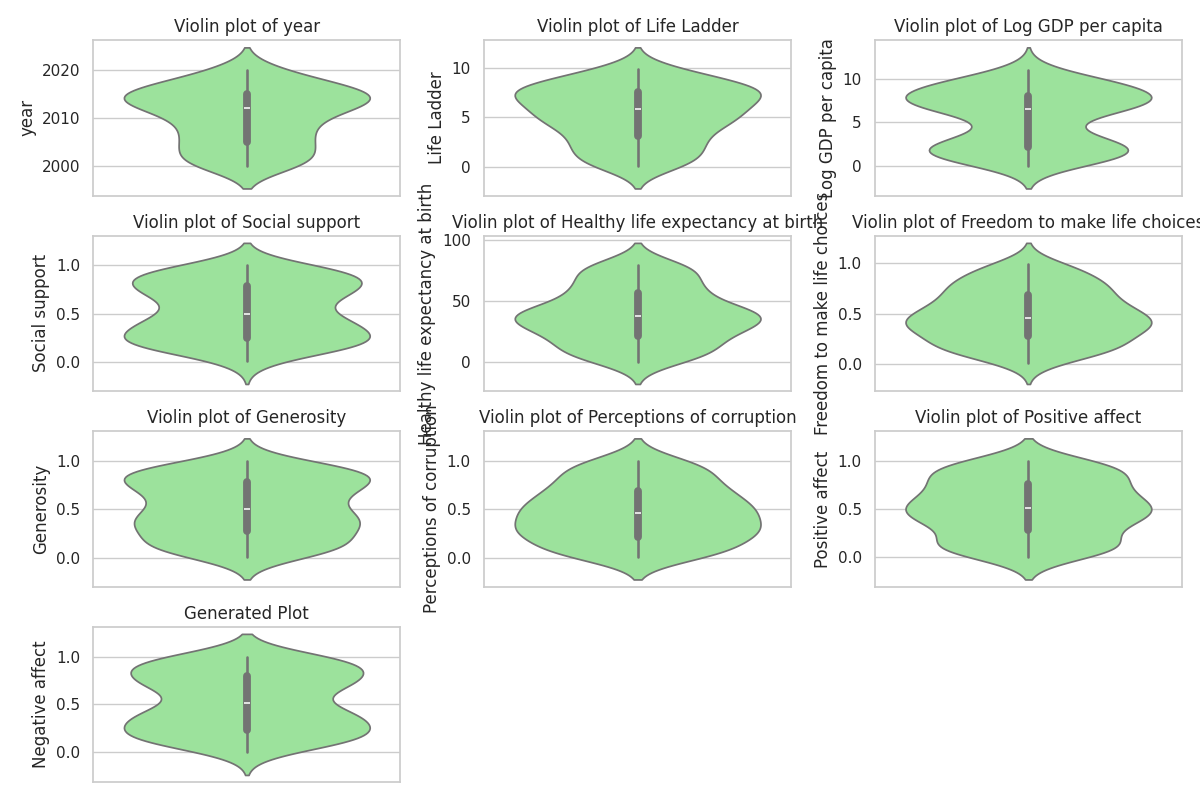 Violin plot of year
year
2020
2010
2000
Violin plot of Life Ladder
Life Ladder
10
5
0
Violin plot of Log GDP per capita
Log GDP per capita
10
5
0
Violin plot of Social support
Social support
1.0
0.5
0.0
Violin plot of Healthy life expectancy at birth
Healthy life expectancy at birth
100
50
0
Violin plot of Freedom to make life choices
Freedom to make life choices
1.0
0.5
0.0
Violin plot of Generosity
Generosity
1.0
0.5
0.0
Violin plot of Perceptions of corruption
Perceptions of corruption
1.0
0.5
0.0
Violin plot of Positive affect
Positive affect
1.0
0.5
0.0
Generated Plot
Negative affect
1.0
0.5
0.0